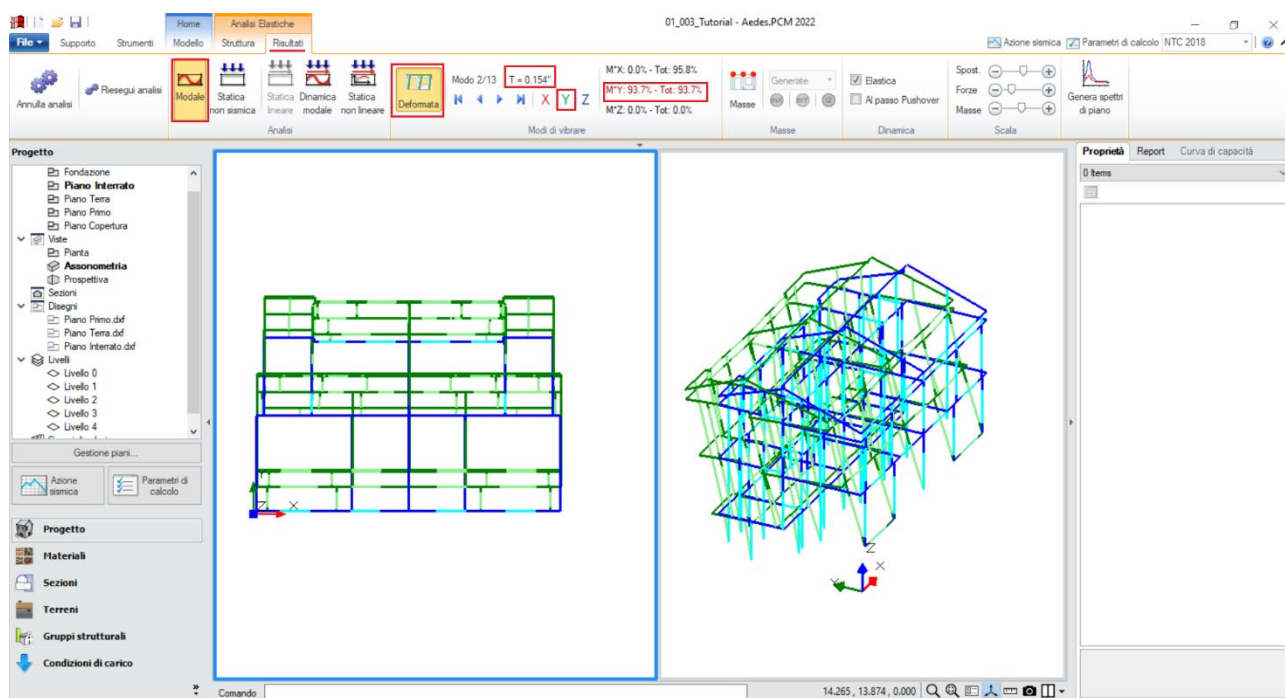 01_003_Tutorial - Aedes.PCM 2022
Home Analisi Elastiche
File Supporto Strumenti Modello Struttura Risultati
Azione sismica Parametri di calcolo NTC 2018
Annulla analisi
Riesegui analisi
Modale
Statica non sismica
Statica lineare
Dinamica modale
Statica non lineare
Analisi
Deformata
Modo 2/13 T = 0.154"
X Y Z
M*X: 0.0% - Tot: 95.8%
M*Y: 93.7% - Tot: 93.7%
M*Z: 0.0% - Tot: 0.0%
Modi di vibrare
Masse
Generate
Masse
Elastica
Al passo Pushover
Dinamica
Spost.
Forze
Masse
Scala
Genera spettri di piano
Progetto
Fondazione
Piano Interrato
Piano Terra
Piano Primo
Piano Copertura
Viste
Pianta
Assonometria
Prospettiva
Sezioni
Disegni
Piano Primo.dxf
Piano Terra.dxf
Piano Interrato.dxf
Livelli
Livello 0
Livello 1
Livello 2
Livello 3
Livello 4
Gestione piani...
Azione sismica
Parametri di calcolo
Progetto
Materiali
Sezioni
Terreni
Gruppi strutturali
Condizioni di carico
Z X
Z
X
Y
Proprietà Report Curva di capacità
0 Items
Comando
14.265 , 13.874 , 0.000